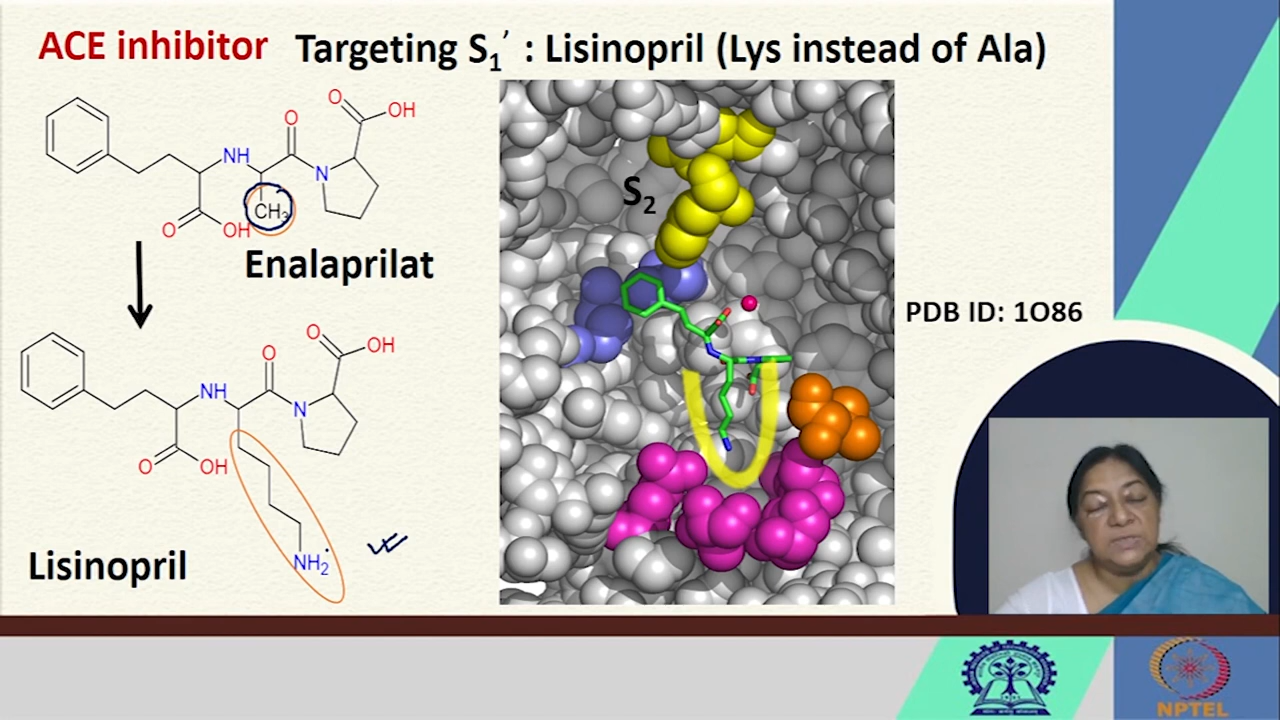 ACE inhibitor Targeting S₁′ : Lisinopril (Lys instead of Ala)
O
OH
O
NH
N
CH₃
O
OH
Enalaprilat
S₂
PDB ID: 1O86
O
OH
O
NH
N
O
OH
NH₂
Lisinopril
NPTEL